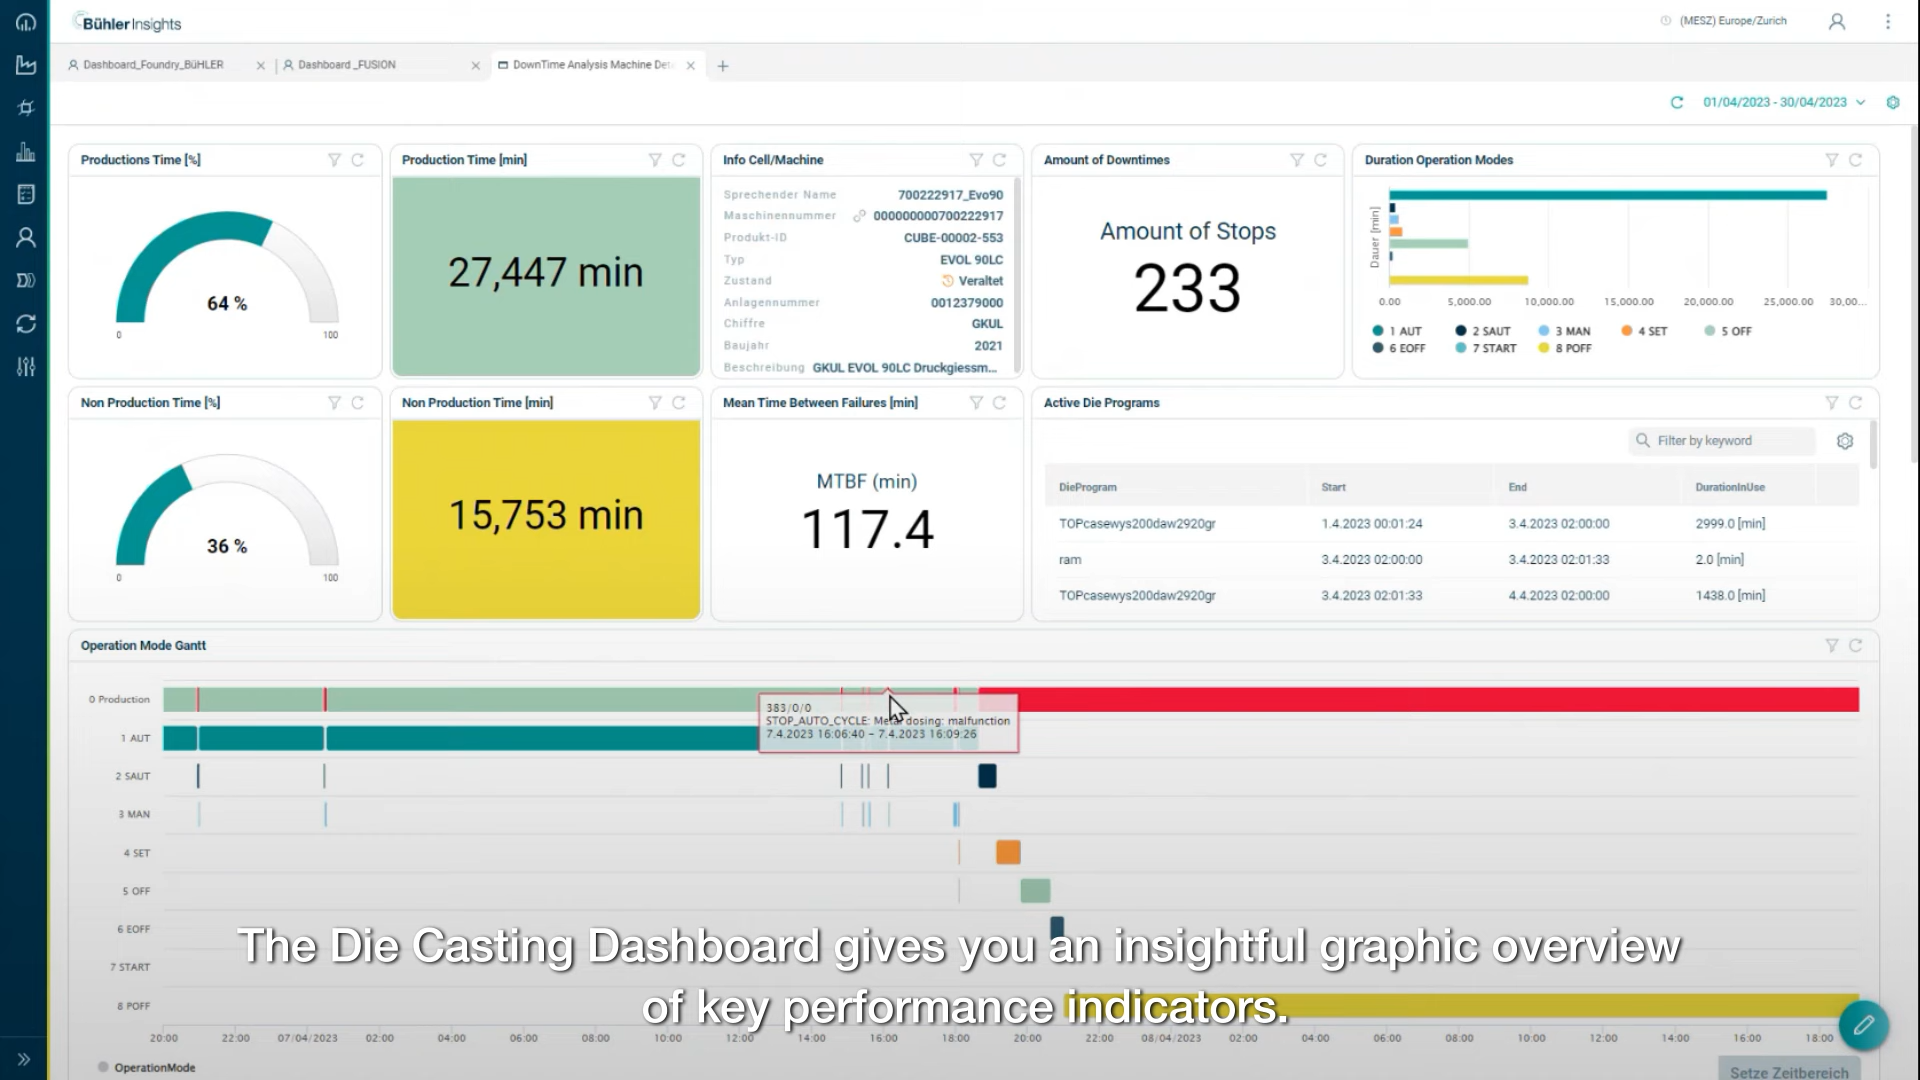 BühlerInsights
(MESZ) Europe/Zurich
Dashboard_Foundry_BüHLER
Dashboard _FUSION
DownTime Analysis Machine Det
01/04/2023 - 30/04/2023
Productions Time [%]
64 %
0
100
Production Time [min]
27,447 min
Info Cell/Machine
Sprechender Name 700222917_Evo90
Maschinennummer 000000000700222917
Produkt-ID CUBE-00002-553
Typ EVOL 90LC
Zustand Veraltet
Anlagennummer 0012379000
Chiffre GKUL
Baujahr 2021
Beschreibung GKUL EVOL 90LC Druckgiessm...
Amount of Downtimes
Amount of Stops
233
Duration Operation Modes
Dauer [min]
0.00 5,000.00 10,000.00 15,000.00 20,000.00 25,000.00 30,00...
1 AUT 2 SAUT 3 MAN 4 SET 5 OFF
6 EOFF 7 START 8 POFF
Non Production Time [%]
36 %
0
100
Non Production Time [min]
15,753 min
Mean Time Between Failures [min]
MTBF (min)
117.4
Active Die Programs
Filter by keyword
DieProgram Start End DurationInUse
TOPcasewys200daw2920gr 1.4.2023 00:01:24 3.4.2023 02:00:00 2999.0 [min]
ram 3.4.2023 02:00:00 3.4.2023 02:01:33 2.0 [min]
TOPcasewys200daw2920gr 3.4.2023 02:01:33 4.4.2023 02:00:00 1438.0 [min]
Operation Mode Gantt
0 Production
383/0/0
STOP_AUTO_CYCLE: Metal dosing: malfunction
7.4.2023 16:06:40 – 7.4.2023 16:09:26
1 AUT
2 SAUT
3 MAN
4 SET
5 OFF
6 EOFF
7 START
8 POFF
The Die Casting Dashboard gives you an insightful graphic overview
of key performance indicators.
20:00 22:00 07/04/2023 02:00 04:00 06:00 08:00 10:00 12:00 14:00 16:00 18:00 20:00 22:00 08/04/2023 02:00 04:00 06:00 08:00 10:00 12:00 14:00 16:00 18:00
OperationMode
Setze Zeitbereich